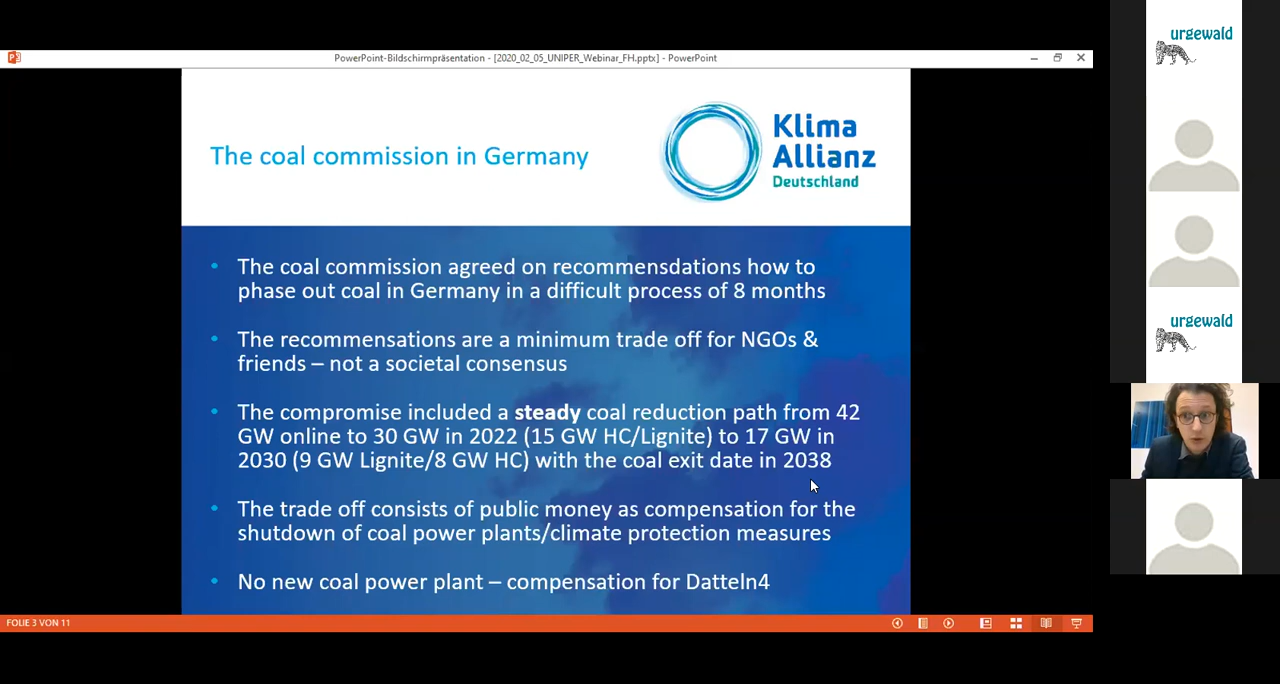 PowerPoint-Bildschirmpräsentation - [2020_02_05_UNIPER_Webinar_FH.pptx] - PowerPoint
The coal commission in Germany
Klima
Allianz
Deutschland
• The coal commission agreed on recommensdations how to
phase out coal in Germany in a difficult process of 8 months
• The recommensations are a minimum trade off for NGOs &
friends – not a societal consensus
• The compromise included a steady coal reduction path from 42
GW online to 30 GW in 2022 (15 GW HC/Lignite) to 17 GW in
2030 (9 GW Lignite/8 GW HC) with the coal exit date in 2038
• The trade off consists of public money as compensation for the
shutdown of coal power plants/climate protection measures
• No new coal power plant – compensation for Datteln4
FOLIE 3 VON 11
urgewald
urgewald